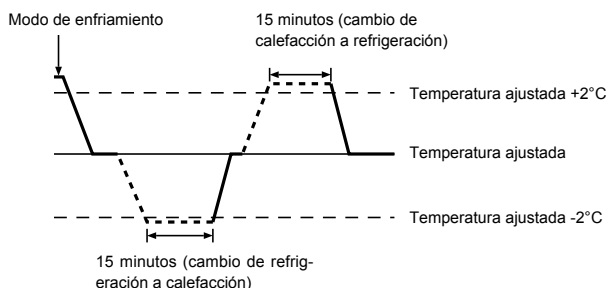 Modo de enfriamiento
15 minutos (cambio de
calefacción a refrigeración)
Temperatura ajustada +2°C
Temperatura ajustada
Temperatura ajustada -2°C
15 minutos (cambio de refrig-
eración a calefacción)